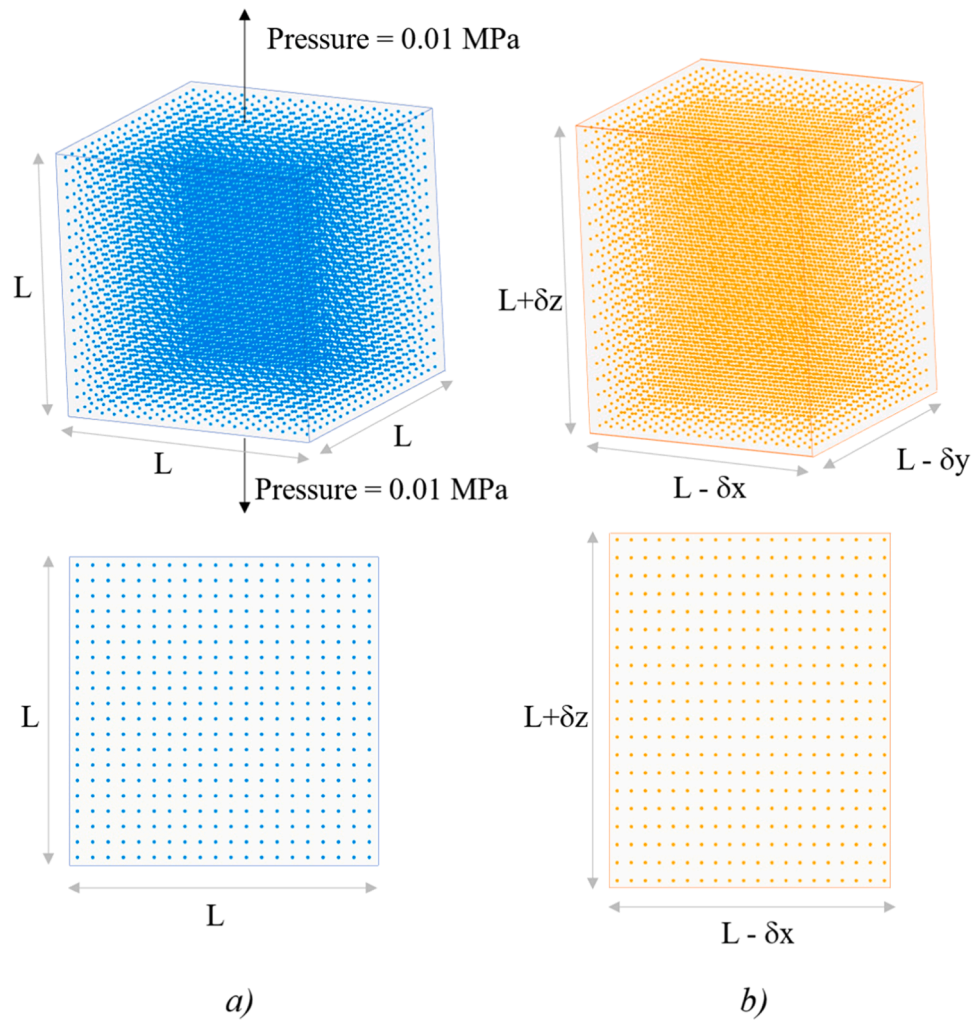 Pressure = 0.01 MPa
L
L+δz
L
L
L - δy
L - δx
Pressure = 0.01 MPa
L
L+δz
L
L - δx
a)
b)